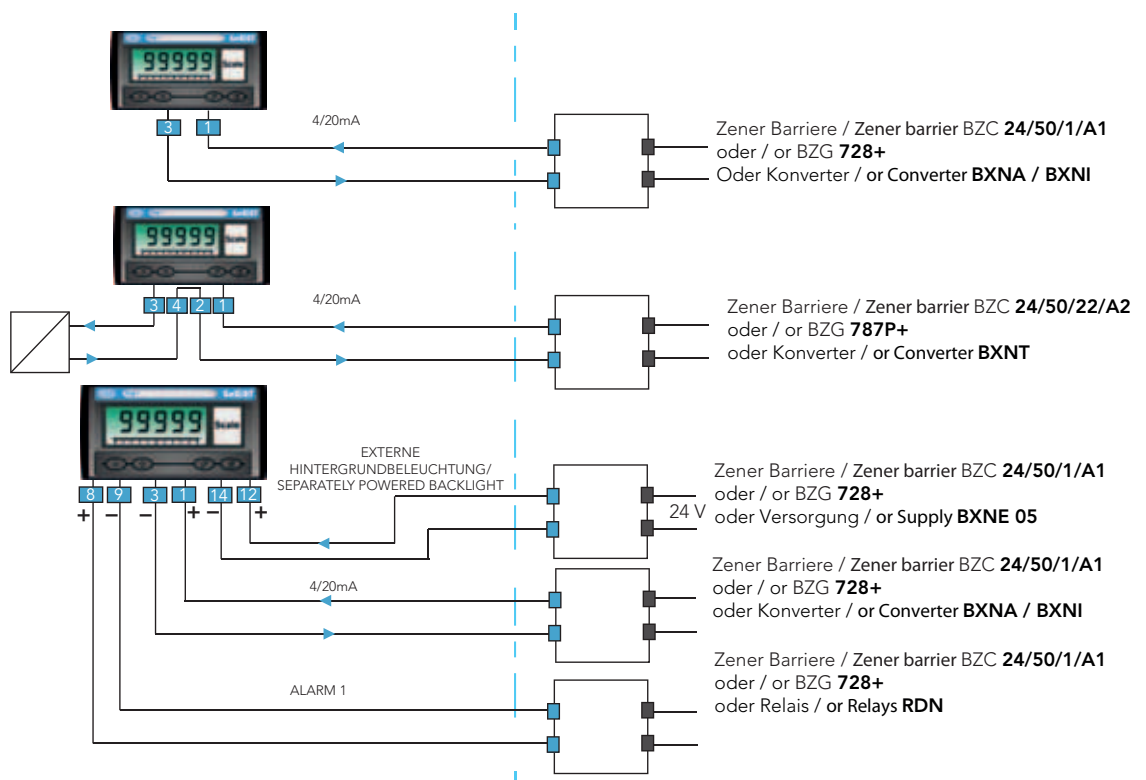 99999
Scale
3 1
4/20mA
Zener Barriere / Zener barrier BZC 24/50/1/A1
oder / or BZG 728+
Oder Konverter / or Converter BXNA / BXNI
99999
Scale
3 4 2 1
4/20mA
Zener Barriere / Zener barrier BZC 24/50/22/A2
oder / or BZG 787P+
oder Konverter / or Converter BXNT
99999
Scale
8 9 3 1 14 12
+ – – + – +
EXTERNE
HINTERGRUNDBELEUCHTUNG/
SEPARATELY POWERED BACKLIGHT
24 V
Zener Barriere / Zener barrier BZC 24/50/1/A1
oder / or BZG 728+
oder Versorgung / or Supply BXNE 05
4/20mA
Zener Barriere / Zener barrier BZC 24/50/1/A1
oder / or BZG 728+
oder Konverter / or Converter BXNA / BXNI
ALARM 1
Zener Barriere / Zener barrier BZC 24/50/1/A1
oder / or BZG 728+
oder Relais / or Relays RDN